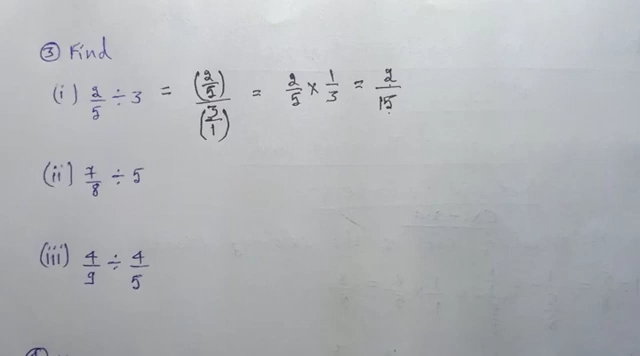 ③ Find
(i) 2/5 ÷ 3 = (2/5)/(3/1) = 2/5 × 1/3 = 2/15
(ii) 7/8 ÷ 5
(iii) 4/9 ÷ 4/5